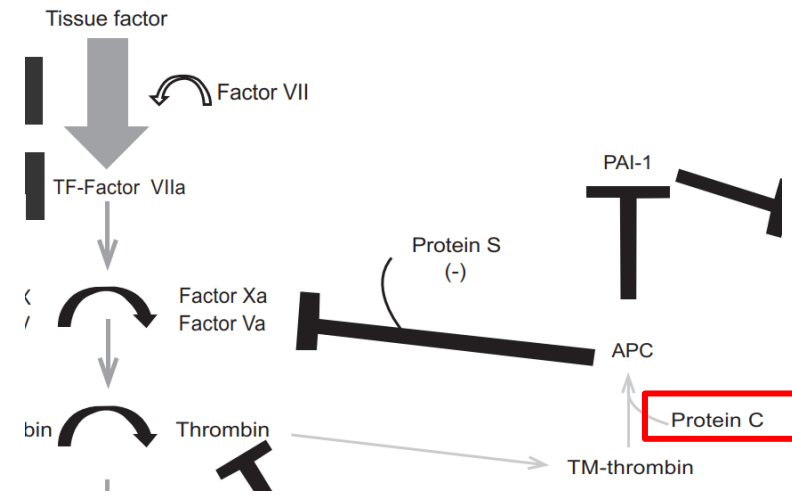 Tissue factor
Factor VII
PAI-1
TF-Factor VIIa
Protein S
(-)
Factor Xa
Factor Va
APC
Protein C
Thrombin
TM-thrombin